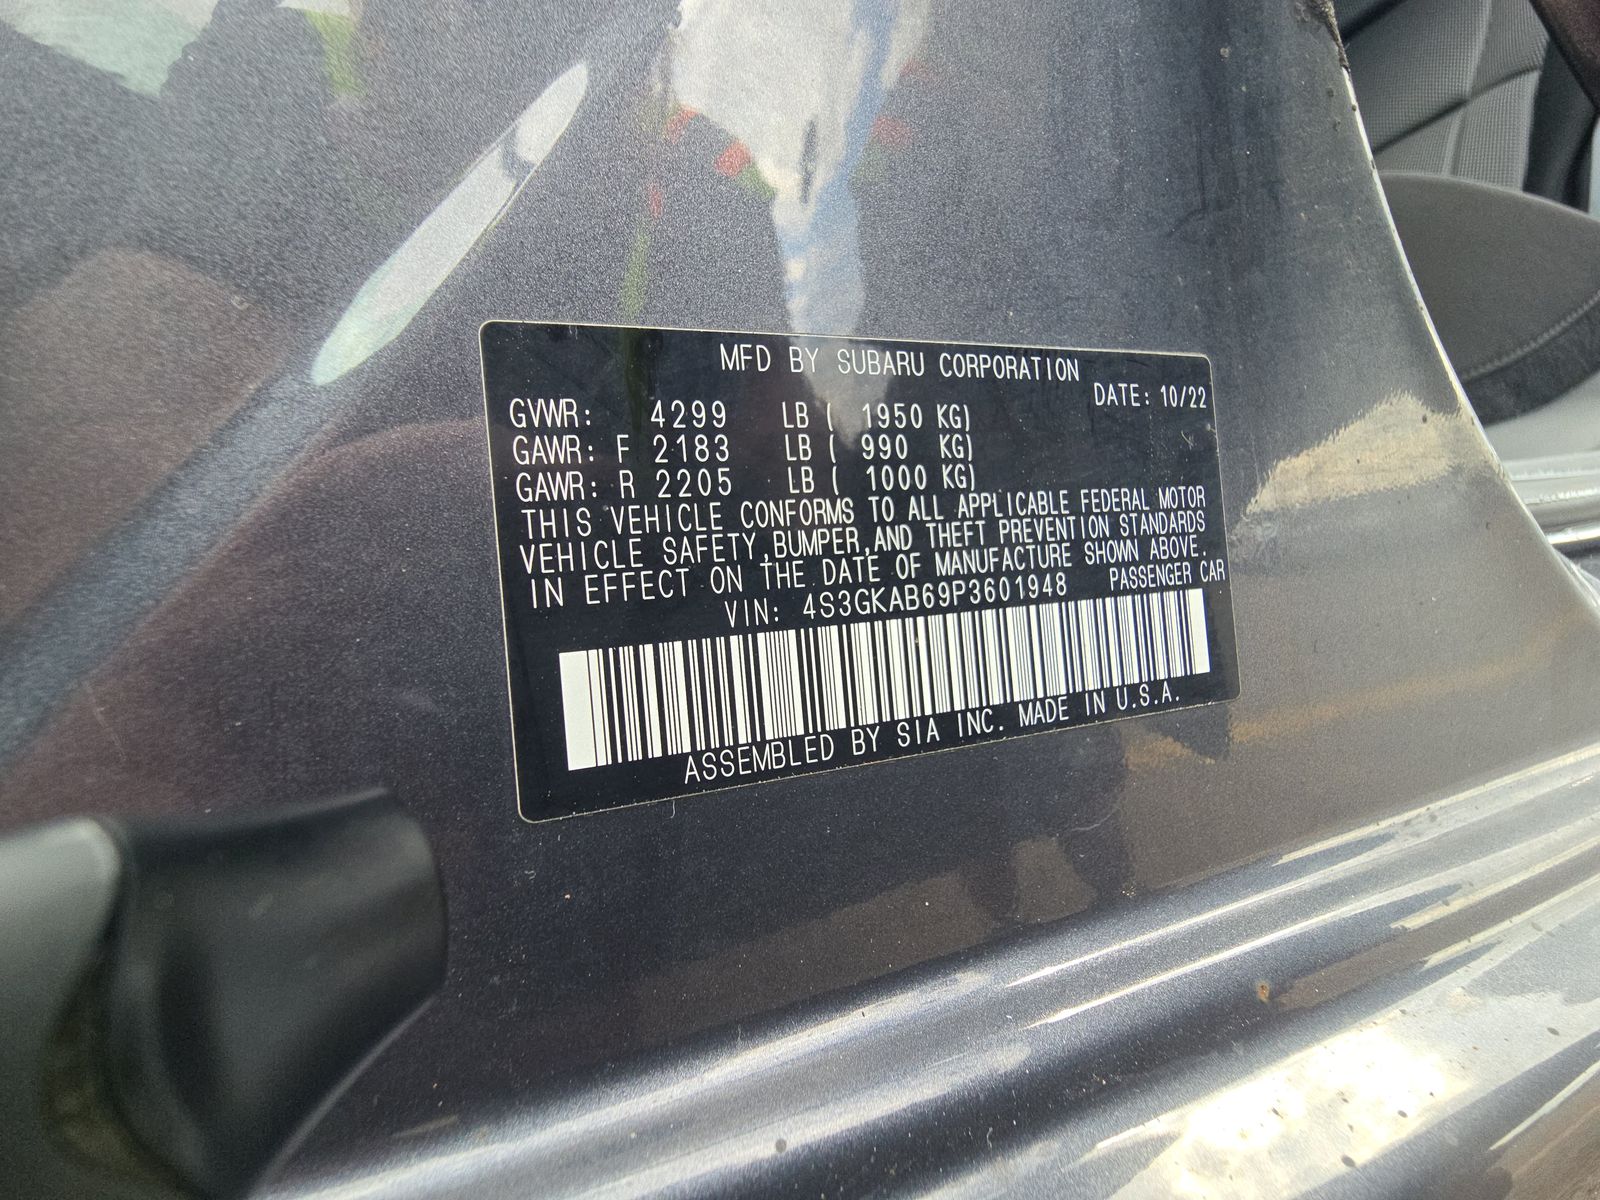 MFD BY SUBARU CORPORATION
DATE: 10/22
GVWR: 4299 LB ( 1950 KG)
GAWR: F 2183 LB ( 990 KG)
GAWR: R 2205 LB ( 1000 KG)
THIS VEHICLE CONFORMS TO ALL APPLICABLE FEDERAL MOTOR
VEHICLE SAFETY, BUMPER, AND THEFT PREVENTION STANDARDS
IN EFFECT ON THE DATE OF MANUFACTURE SHOWN ABOVE.
VIN: 4S3GKAB69P3601948 PASSENGER CAR
ASSEMBLED BY SIA INC. MADE IN U.S.A.